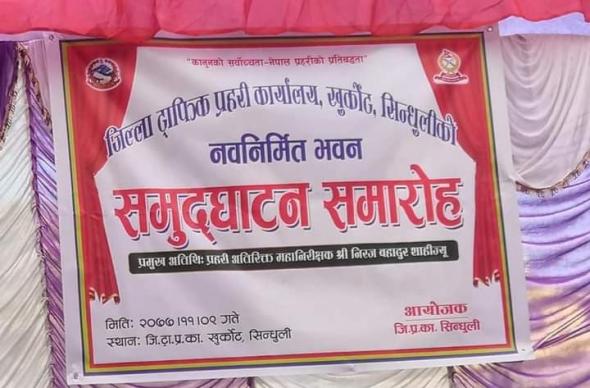 "कानूनको सर्वोच्चता-नेपाल प्रहरीको प्रतिबद्धता"
जिल्ला ट्राफिक प्रहरी कार्यालय, खुर्कोट, सिन्धुलीको
नवनिर्मित भवन
समुद्घाटन समारोह
प्रमुख अतिथि: प्रहरी अतिरिक्त महानिरीक्षक श्री निरज बहादुर शाहीज्यू
मिति: २०७७।११।०९ गते
स्थान: जि.ट्रा.प्र.का. खुर्कोट, सिन्धुली
आयोजक
जि.प्र.का. सिन्धुली